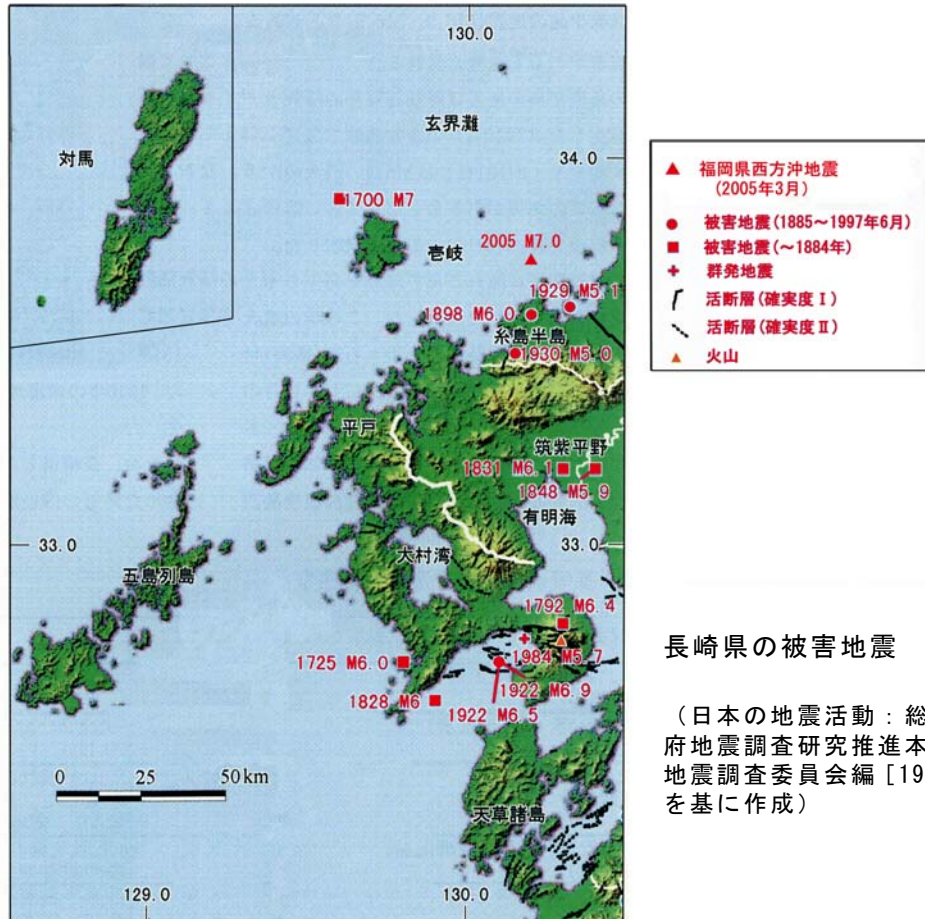 130.0
玄界灘
対馬
34.0
1700 M7
壱岐
2005 M7.0
1929 M5.1
1898 M6.0
糸島半島
1930 M5.0
平戸
筑紫平野
1831 M6.1
1848 M5.9
有明海
33.0
33.0
大村湾
五島列島
1792 M6.4
1984 M5.7
1725 M6.0
1922 M6.9
1828 M6
1922 M6.5
0 25 50km
天草諸島
129.0
130.0
福岡県西方沖地震
(2005年3月)
被害地震(1885～1997年6月)
被害地震(～1884年)
群発地震
活断層(確実度Ⅰ)
活断層(確実度Ⅱ)
火山
長崎県の被害地震
(日本の地震活動：総
府地震調査研究推進本
地震調査委員会編[19
を基に作成)